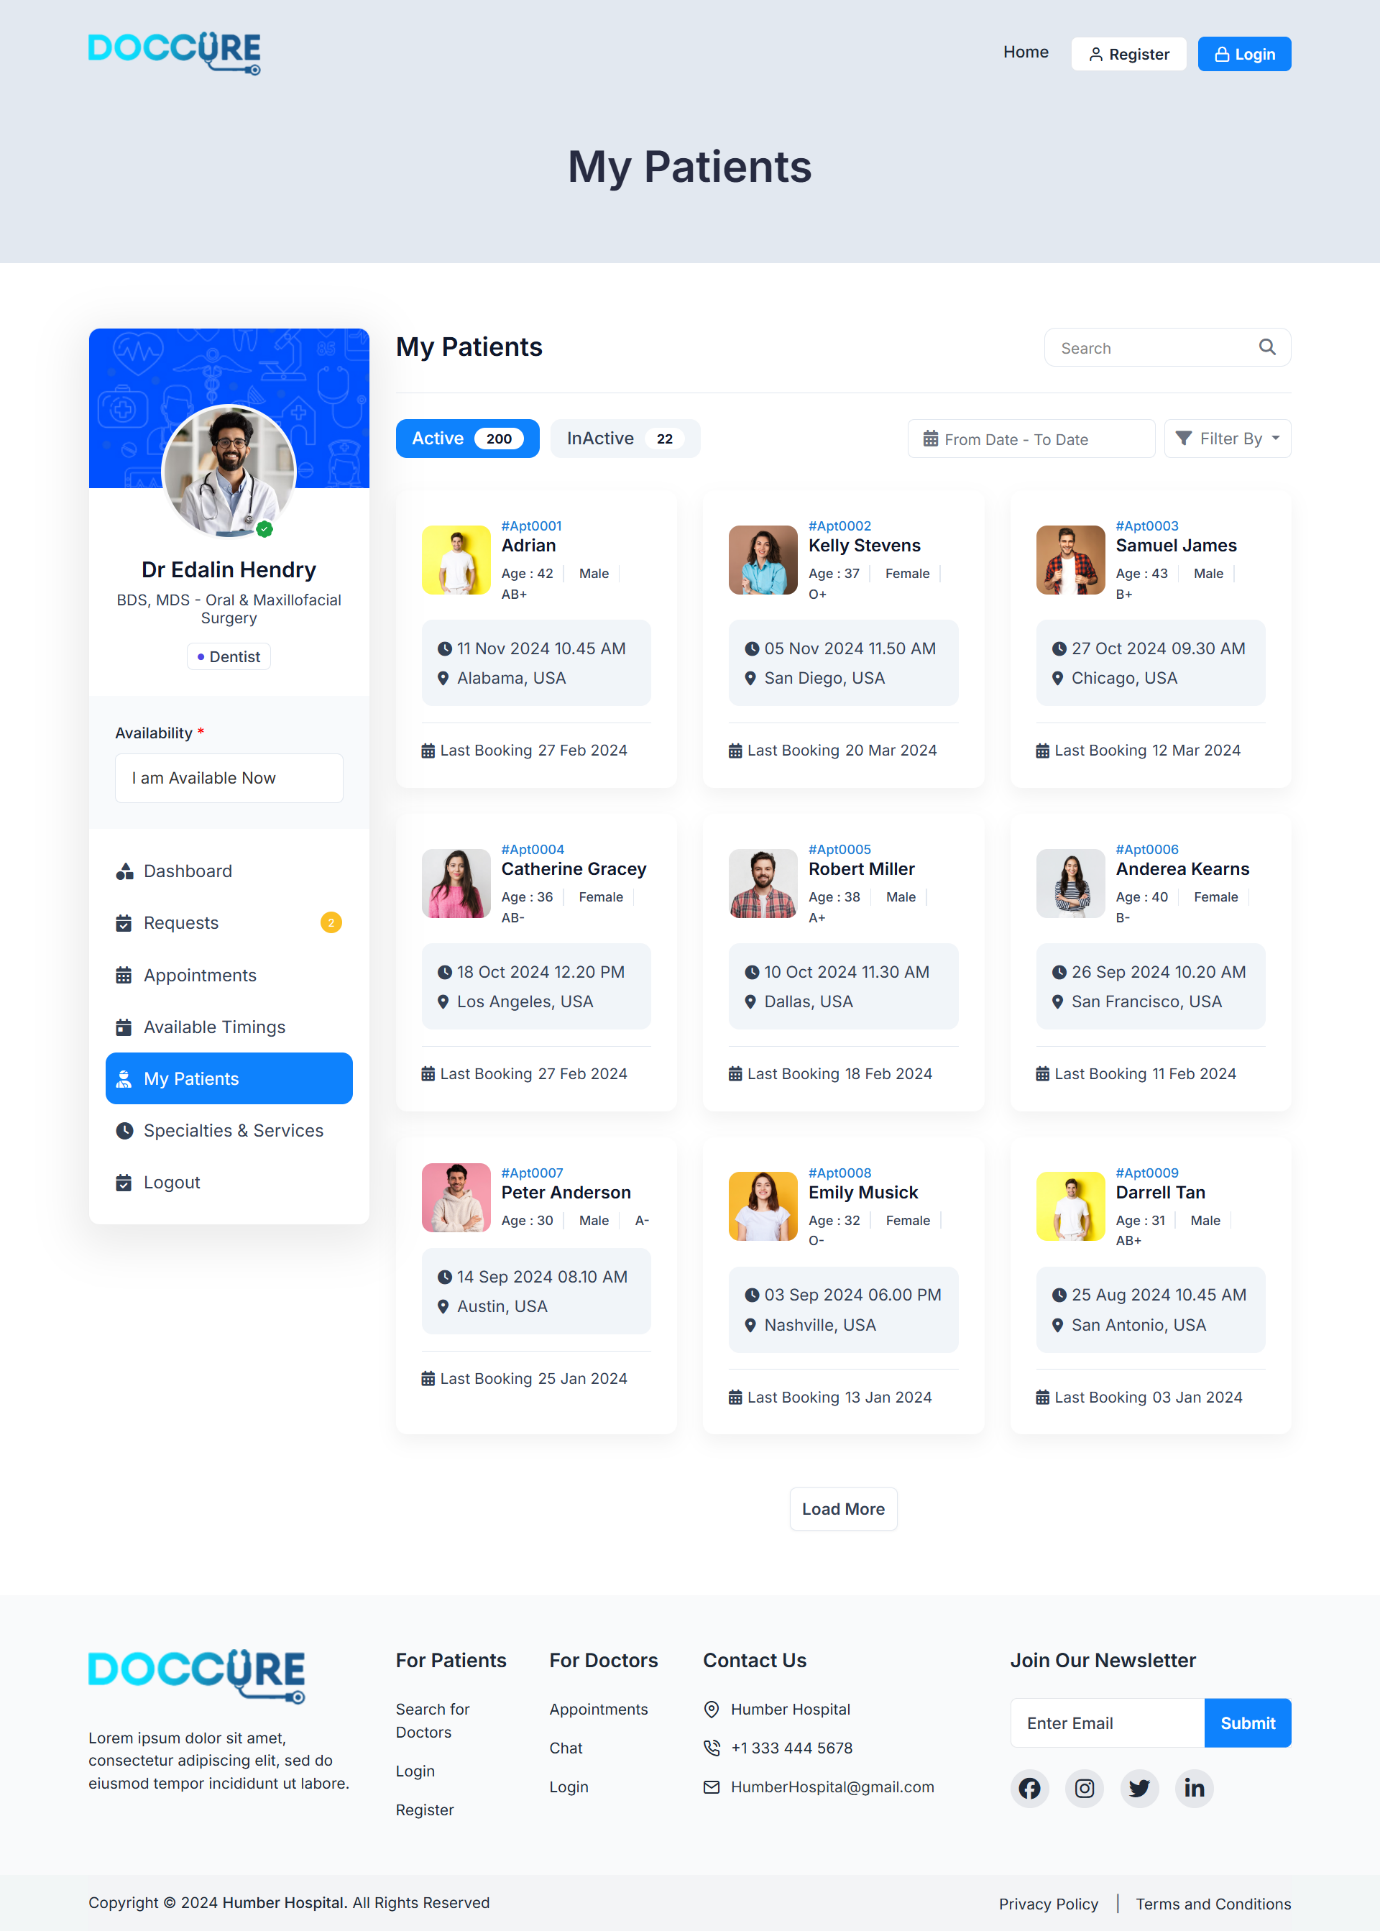 DOCCURE
Home
Register
Login
My Patients
Dr Edalin Hendry
BDS, MDS - Oral & Maxillofacial
Surgery
Dentist
Availability *
I am Available Now
Dashboard
Requests 2
Appointments
Available Timings
My Patients
Specialties & Services
Logout
My Patients
Search
Active 200
InActive 22
From Date - To Date
Filter By
#Apt0001
Adrian
Age : 42 Male
AB+
11 Nov 2024 10.45 AM
Alabama, USA
Last Booking 27 Feb 2024
#Apt0002
Kelly Stevens
Age : 37 Female
O+
05 Nov 2024 11.50 AM
San Diego, USA
Last Booking 20 Mar 2024
#Apt0003
Samuel James
Age : 43 Male
B+
27 Oct 2024 09.30 AM
Chicago, USA
Last Booking 12 Mar 2024
#Apt0004
Catherine Gracey
Age : 36 Female
AB-
18 Oct 2024 12.20 PM
Los Angeles, USA
Last Booking 27 Feb 2024
#Apt0005
Robert Miller
Age : 38 Male
A+
10 Oct 2024 11.30 AM
Dallas, USA
Last Booking 18 Feb 2024
#Apt0006
Anderea Kearns
Age : 40 Female
B-
26 Sep 2024 10.20 AM
San Francisco, USA
Last Booking 11 Feb 2024
#Apt0007
Peter Anderson
Age : 30 Male A-
14 Sep 2024 08.10 AM
Austin, USA
Last Booking 25 Jan 2024
#Apt0008
Emily Musick
Age : 32 Female
O-
03 Sep 2024 06.00 PM
Nashville, USA
Last Booking 13 Jan 2024
#Apt0009
Darrell Tan
Age : 31 Male
AB+
25 Aug 2024 10.45 AM
San Antonio, USA
Last Booking 03 Jan 2024
Load More
DOCCURE
Lorem ipsum dolor sit amet,
consectetur adipiscing elit, sed do
eiusmod tempor incididunt ut labore.
For Patients
Search for
Doctors
Login
Register
For Doctors
Appointments
Chat
Login
Contact Us
Humber Hospital
+1 333 444 5678
HumberHospital@gmail.com
Join Our Newsletter
Enter Email
Submit
Copyright © 2024 Humber Hospital. All Rights Reserved
Privacy Policy | Terms and Conditions